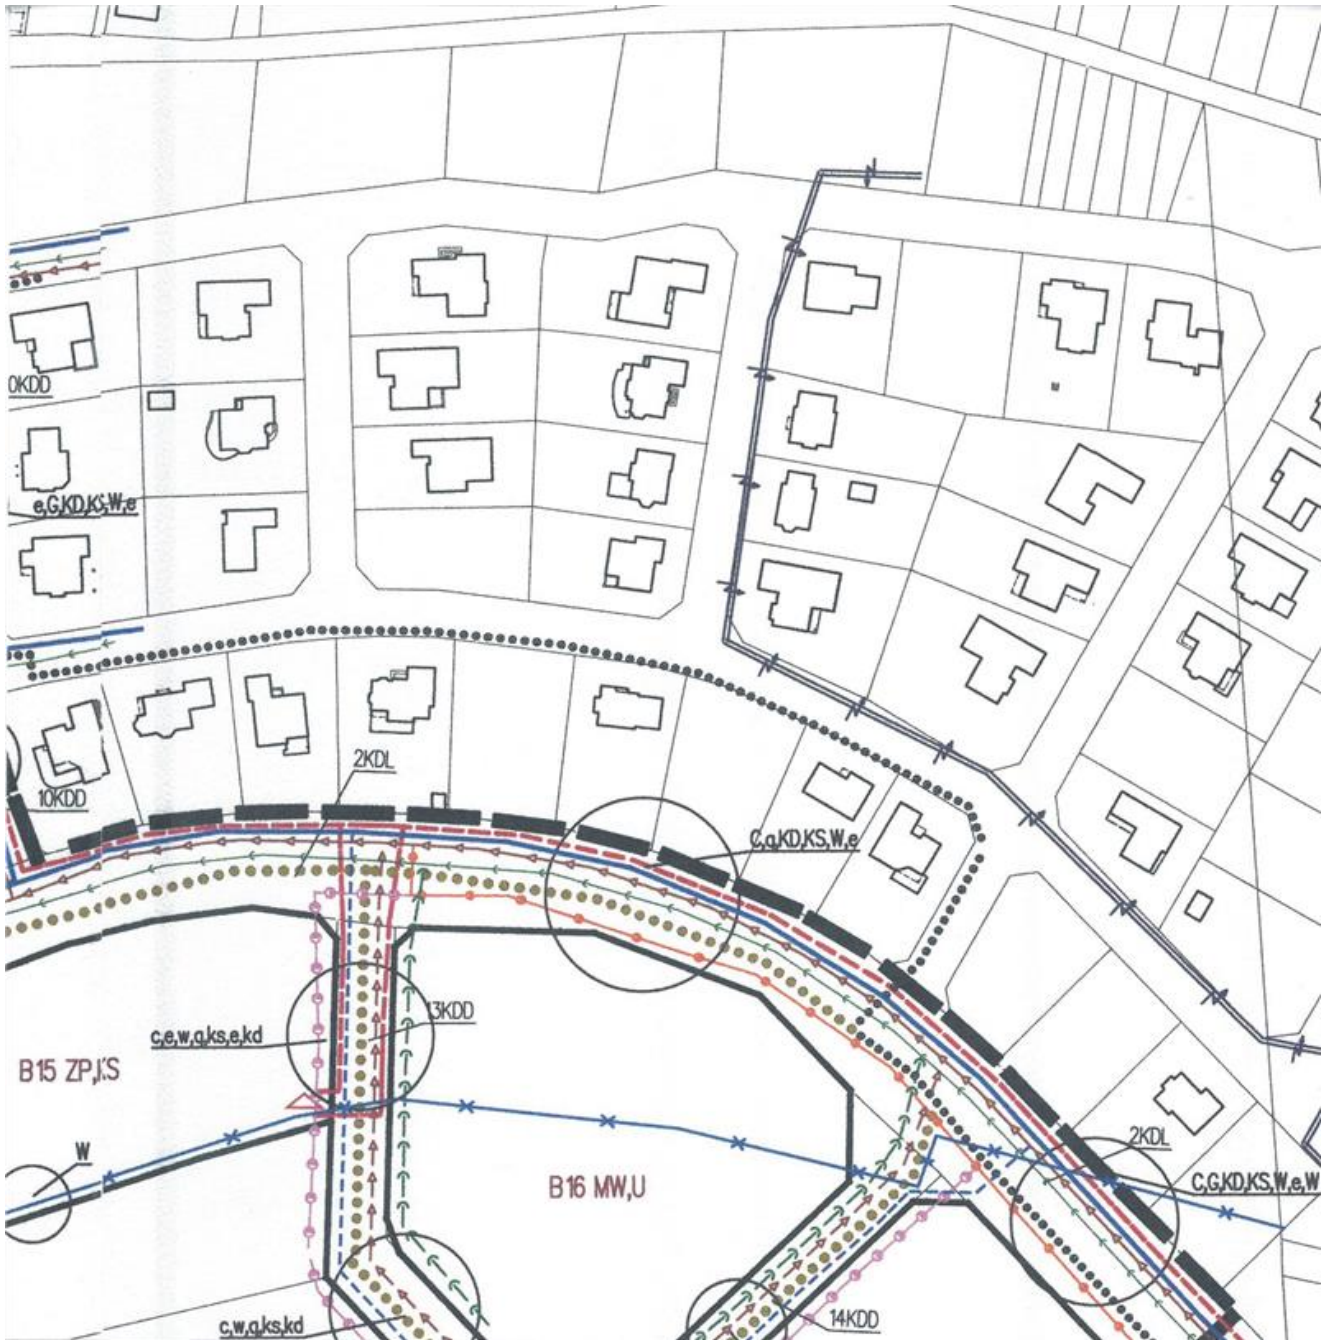 0KDD
e,G,KD,KS,W,e
2KDL
10KDD
C,q,KD,KS,W,e
13KDD
c,e,w,q,ks,e,kd
B15 ZP,I'S
2KDL
W
B16 MW,U
C,G,KD,KS,W,e,W
c,w,q,ks,kd
14KDD